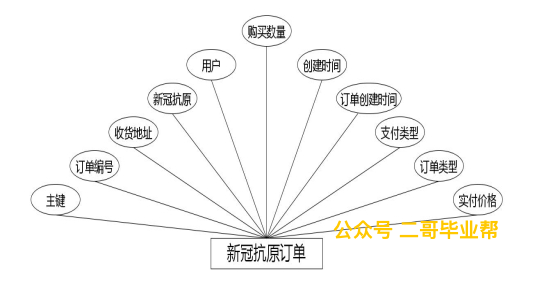 购买数量
用户
创建时间
新冠抗原
订单创建时间
收货地址
支付类型
订单编号
订单类型
主键
实付价格
公众号 二哥毕业帮
新冠抗原订单